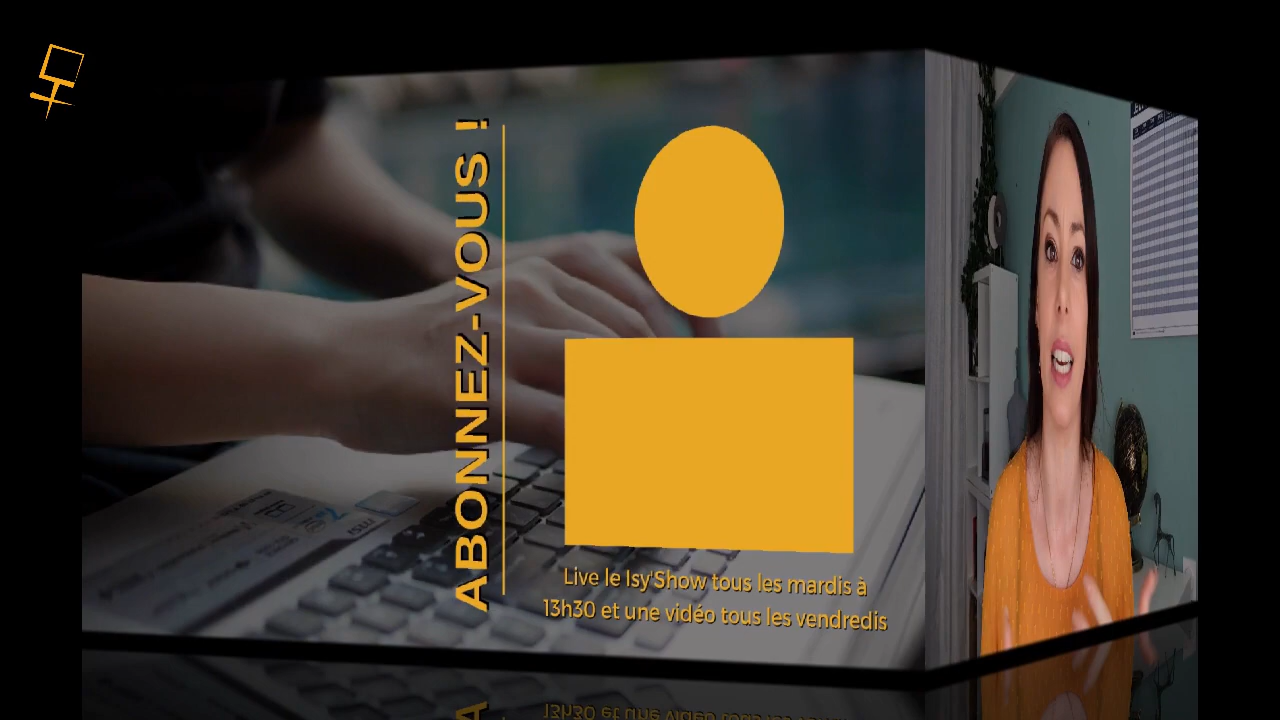 ABONNEZ-VOUS !
Live le Isy'Show tous les mardis à
13h30 et une vidéo tous les vendredis